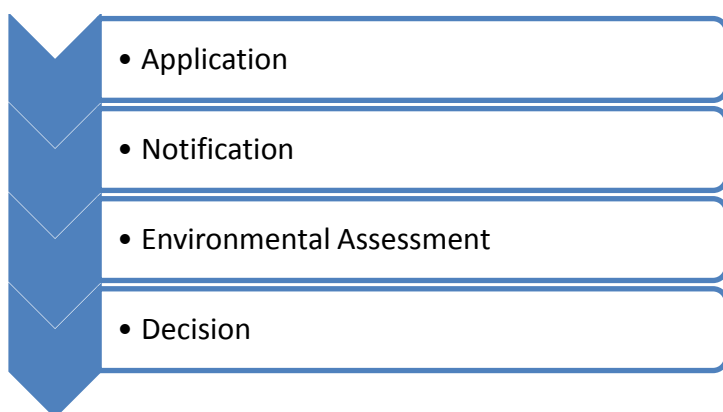 • Application
• Notification
• Environmental Assessment
• Decision